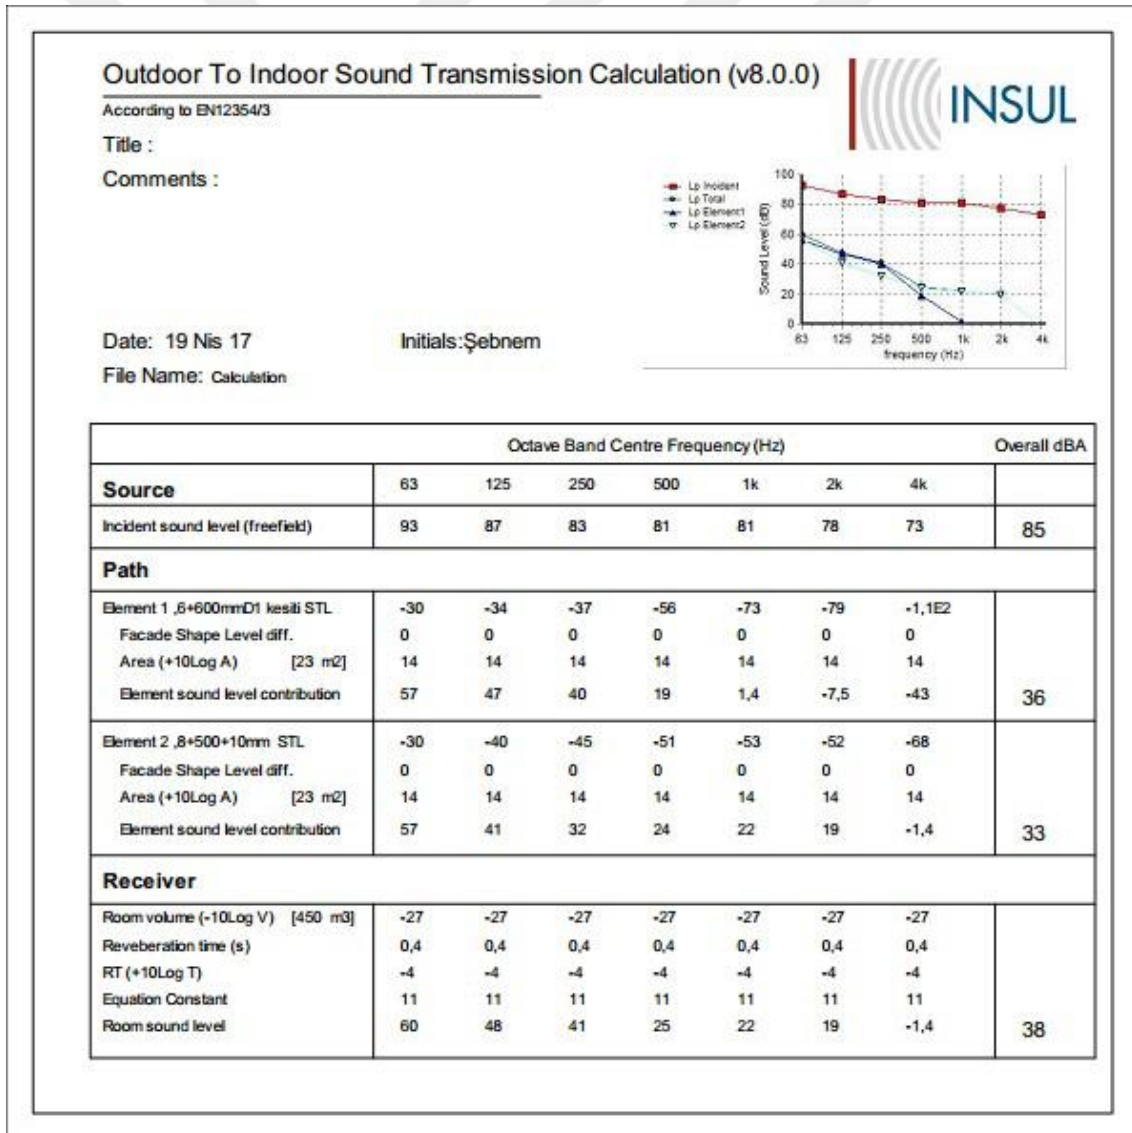 Outdoor To Indoor Sound Transmission Calculation (v8.0.0)
INSUL
According to EN12354/3
Title :
Comments :
Lp Incident
Lp Total
Lp Element1
Lp Element2
Sound Level (dB)
100
80
60
40
20
0
63 125 250 500 1k 2k 4k
frequency (Hz)
Date: 19 Nis 17 Initials:Şebnem
File Name: Calculation
Octave Band Centre Frequency (Hz) Overall dBA
Source 63 125 250 500 1k 2k 4k
Incident sound level (freefield) 93 87 83 81 81 78 73 85
Path
Element 1 ,6+600mmD1 kesiti STL -30 -34 -37 -56 -73 -79 -1,1E2
Facade Shape Level diff. 0 0 0 0 0 0 0
Area (+10Log A) [23 m2] 14 14 14 14 14 14 14
Element sound level contribution 57 47 40 19 1,4 -7,5 -43 36
Element 2 ,8+500+10mm STL -30 -40 -45 -51 -53 -52 -68
Facade Shape Level diff. 0 0 0 0 0 0 0
Area (+10Log A) [23 m2] 14 14 14 14 14 14 14
Element sound level contribution 57 41 32 24 22 19 -1,4 33
Receiver
Room volume (-10Log V) [450 m3] -27 -27 -27 -27 -27 -27 -27
Reveberation time (s) 0,4 0,4 0,4 0,4 0,4 0,4 0,4
RT (+10Log T) -4 -4 -4 -4 -4 -4 -4
Equation Constant 11 11 11 11 11 11 11
Room sound level 60 48 41 25 22 19 -1,4 38